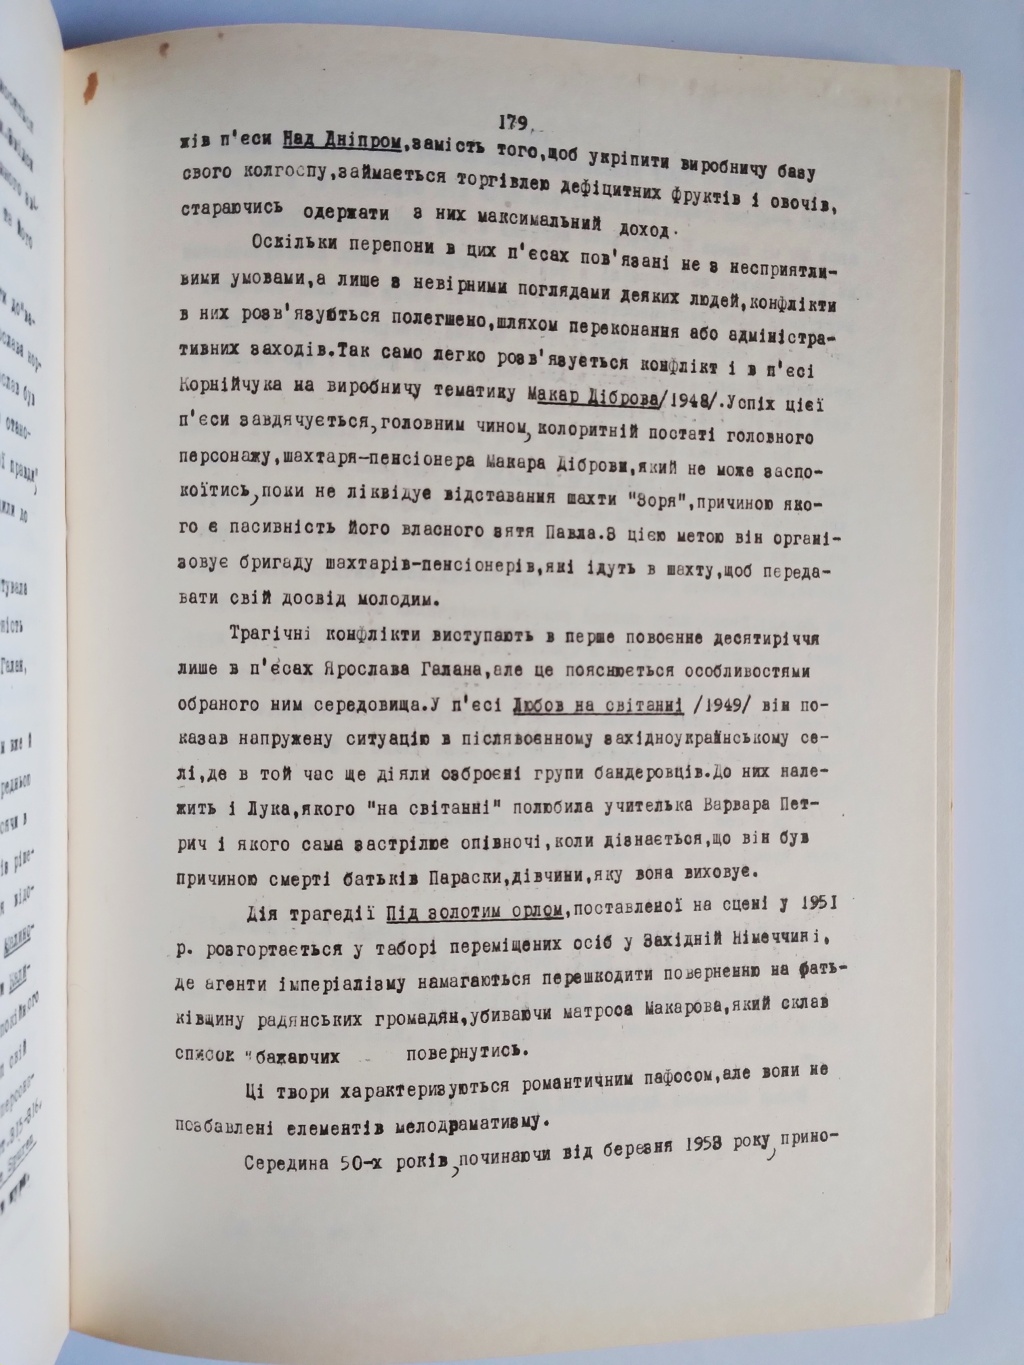 179
жів п'єси Над Дніпром,замість того,щоб укріпити виробничу базу
свого колгоспу,займається торгівлею дефіцитних фруктів і овочів,
стараючись одержати з них максимальний доход.
Оскільки перепони в цих п'єсах пов'язані не з несприятли-
вими умовами,а лише з невірними поглядами деяких людей,конфлікти
в них розв'язуються полегшено,шляхом переконання або адміністра-
тивних заходів.Так само легко розв'язується конфлікт і в п'єсі
Корнійчука на виробничу тематику Макар Діброва/1948/.Успіх цієї
п'єси завдячується,головним чином,колоритній постаті головного
персонажу,шахтаря-пенсіонера Макара Діброви,який не може заспо-
коїтись,поки не ліквідує відставання шахти "Зоря",причиною яко-
го є пасивність його власного зятя Павла.З цією метою він органі-
зовує бригаду шахтарів-пенсіонерів,які ідуть в шахту,щоб переда-
вати свій досвід молодим.
Трагічні конфлікти виступають в перше повоєнне десятиріччя
лише в п'єсах Ярослава Галана,але це пояснюється особливостями
обраного ним середовища.У п'єсі Любов на світанні /1949/ він по-
казав напружену ситуацію в післявоєнному західноукраїнському се-
лі,де в той час ще діяли озброєні групи бандеровців.До них нале-
жить і Лука,якого "на світанні" полюбила учителька Варвара Пет-
рич і якого сама застрілює опівночі,коли дізнається,що він був
причиною смерті батьків Параски,дівчини,яку вона виховує.
Дія трагедії Під золотим орлом,поставленої на сцені у 1951
р. розгортається у таборі переміщених осіб у Західній Німеччині,
де агенти імперіалізму намагаються перешкодити поверненню на бать-
ківщину радянських громадян,убиваючи матроса Макарова,який склав
список "бажаючих повернутись.
Ці твори характеризуються романтичним пафосом,але вони не
позбавлені елементів мелодраматизму.
Середина 50-х років,починаючи від березня 1953 року,прино-